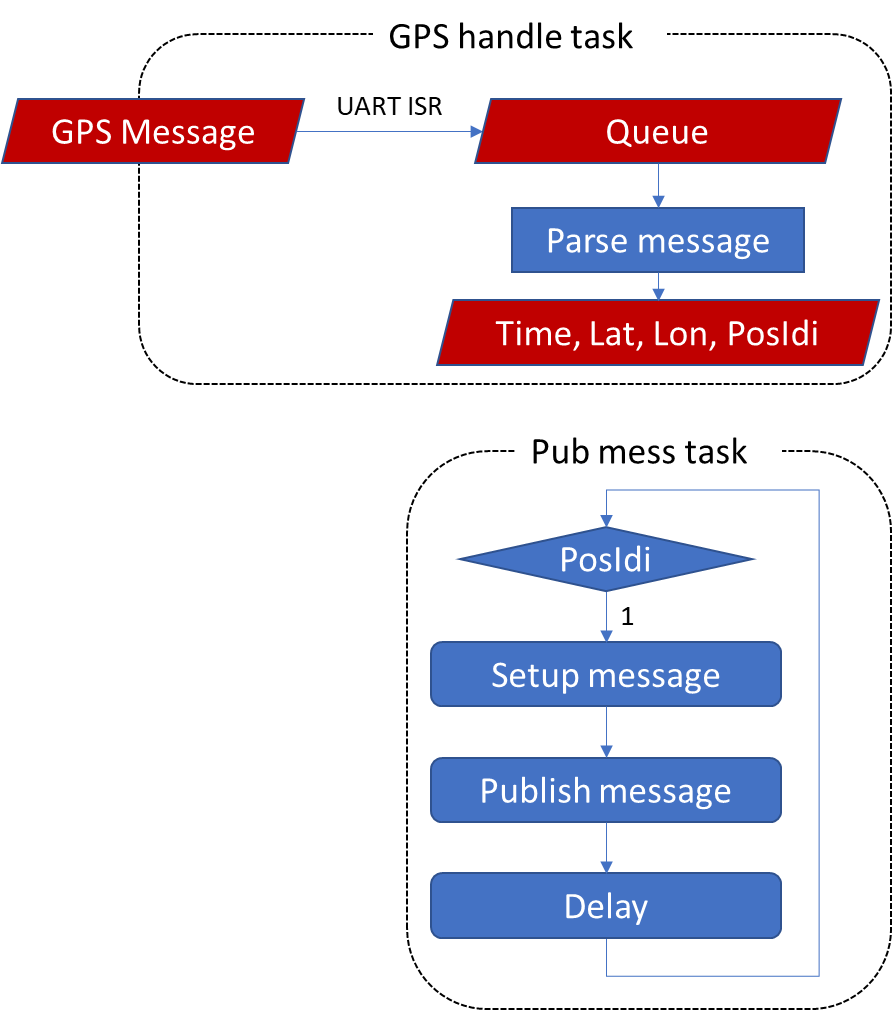 GPS handle task
GPS Message
UART ISR
Queue
Parse message
Time, Lat, Lon, PosIdi
Pub mess task
PosIdi
1
Setup message
Publish message
Delay